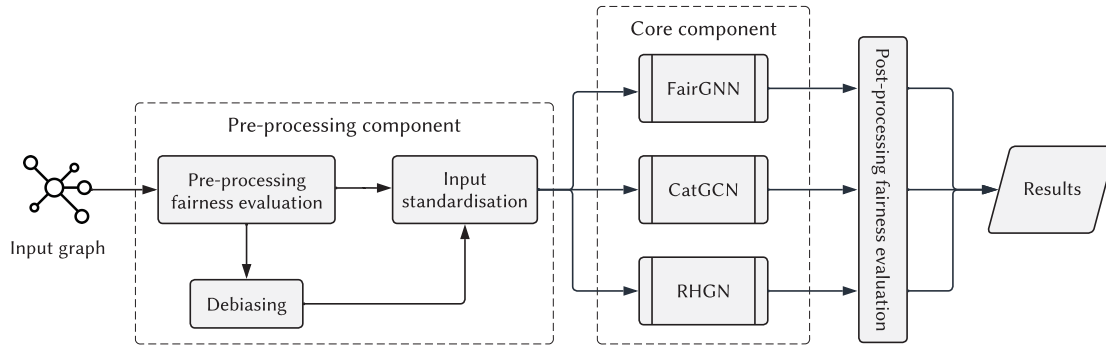 Input graph
Pre-processing component
Pre-processing
fairness evaluation
Debiasing
Input
standardisation
Core component
FairGNN
CatGCN
RHGN
Post-processing fairness evaluation
Results